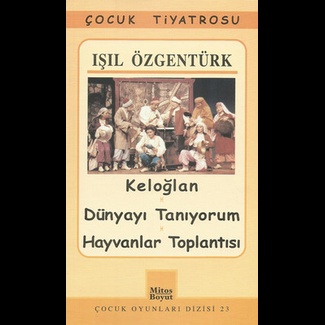 ÇOCUK TİYATROSU
IŞIL ÖZGENTÜRK
Keloğlan
Dünyayı Tanıyorum
Hayvanlar Toplantısı
Mitos
Boyut
ÇOCUK OYUNLARI DİZİSİ 23